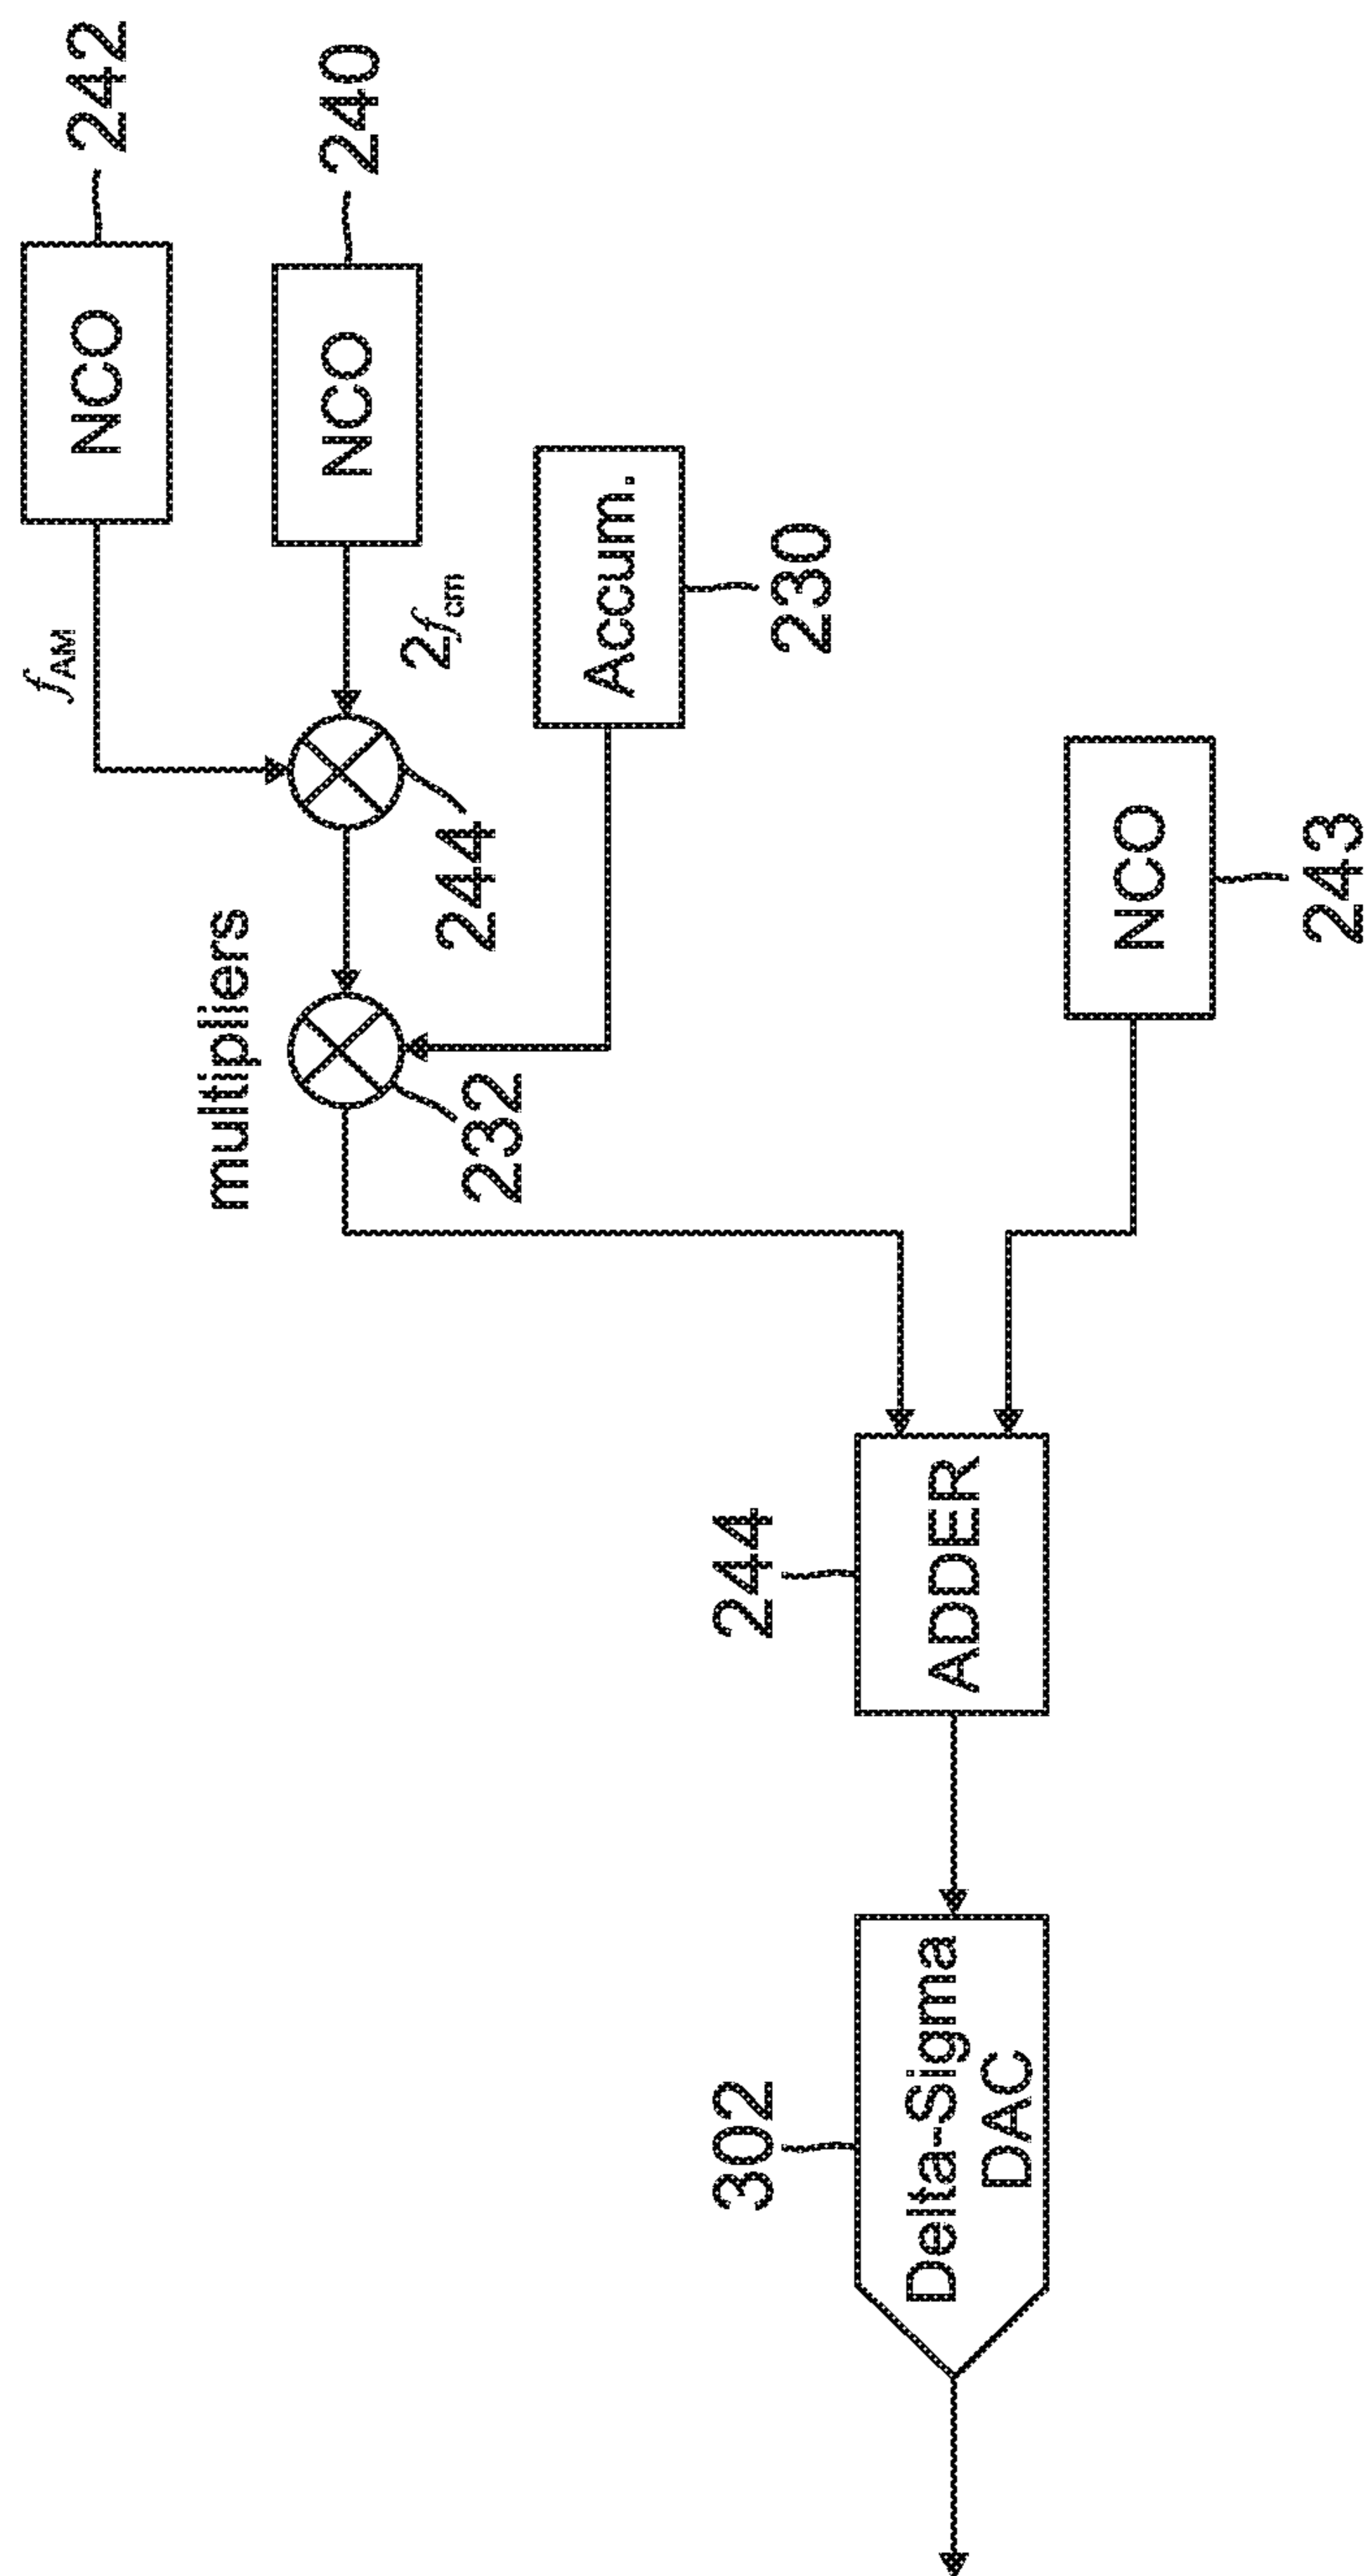 242
NCO
f_AM
240
NCO
2f_cm
Accum.
230
multipliers
244
232
NCO
243
244
ADDER
302
Delta-Sigma
DAC